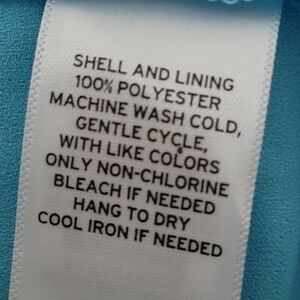 SHELL AND LINING
100% POLYESTER
MACHINE WASH COLD,
GENTLE CYCLE,
WITH LIKE COLORS
ONLY NON-CHLORINE
BLEACH IF NEEDED
HANG TO DRY
COOL IRON IF NEEDED